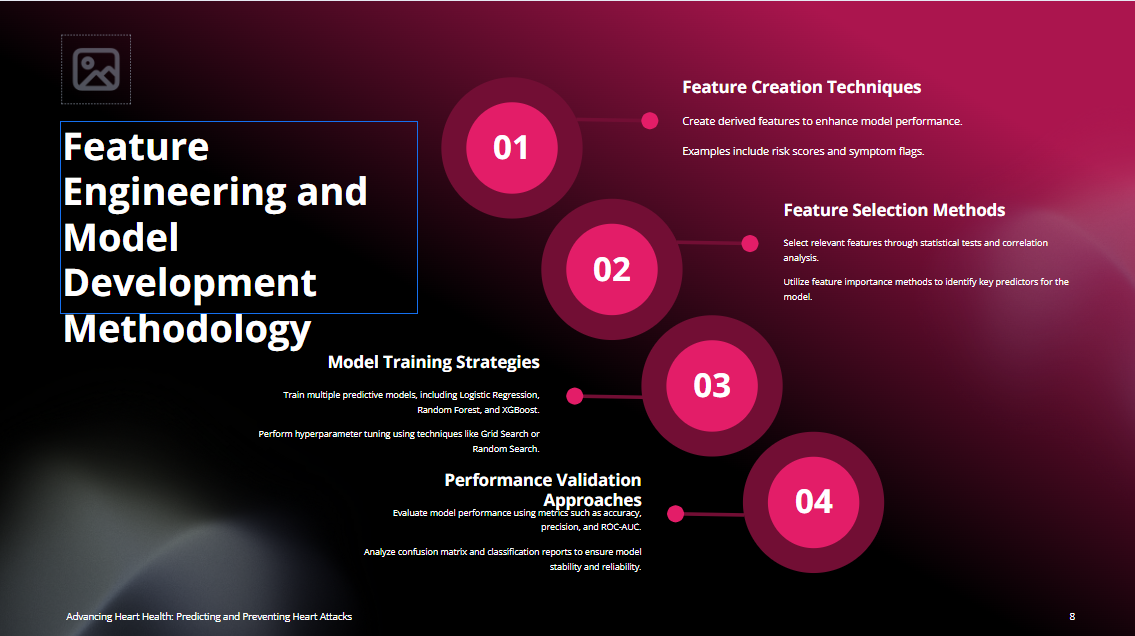 Feature
Engineering and
Model
Development
Methodology
01
Feature Creation Techniques
Create derived features to enhance model performance.
Examples include risk scores and symptom flags.
02
Feature Selection Methods
Select relevant features through statistical tests and correlation
analysis.
Utilize feature importance methods to identify key predictors for the
model.
03
Model Training Strategies
Train multiple predictive models, including Logistic Regression,
Random Forest, and XGBoost.
Perform hyperparameter tuning using techniques like Grid Search or
Random Search.
04
Performance Validation
Approaches
Evaluate model performance using metrics such as accuracy,
precision, and ROC-AUC.
Analyze confusion matrix and classification reports to ensure model
stability and reliability.
Advancing Heart Health: Predicting and Preventing Heart Attacks
8